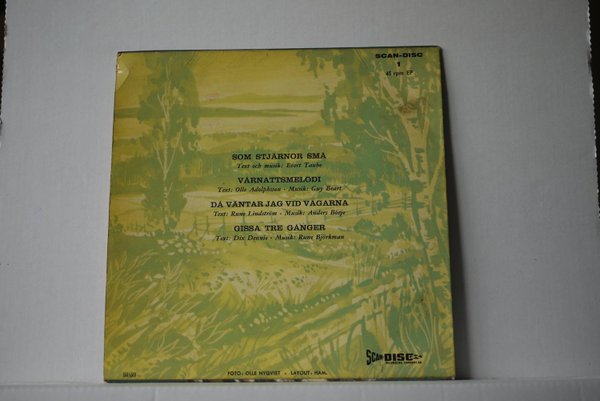 SCAN-DISC
1
45 rpm EP
SOM STJÄRNOR SMÅ
Text och musik: Evert Taube
VÅRNATTSMELODI
Text: Olle Adolphson - Musik: Guy Béart
DÅ VÄNTAR JAG VID VÄGARNA
Text: Rune Lindström - Musik: Anders Börje
GISSA TRE GÅNGER
Text: Dix Dennie - Musik: Rune Björkman
SCAN-DISC
FOTO: OLLE NYQVIST - LAYOUT: HAM.